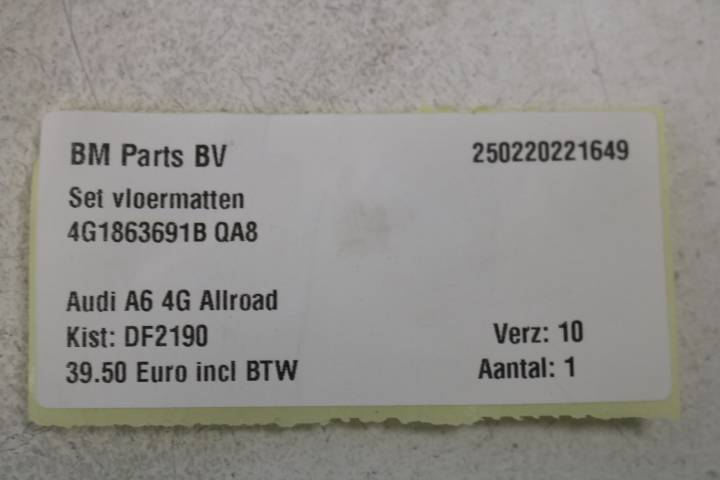 BM Parts BV 250220221649
Set vloermatten
4G1863691B QA8
Audi A6 4G Allroad
Kist: DF2190 Verz: 10
39.50 Euro incl BTW Aantal: 1